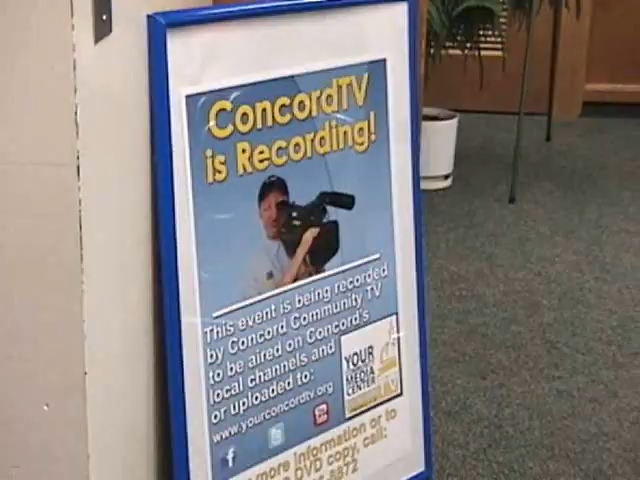 ConcordTV
is Recording!
This event is being recorded
by Concord Community TV
to be aired on Concord's
local channels and
or uploaded to:
www.yourconcordtv.org
YOUR
MEDIA
CENTER
more information or to
DVD copy, call:
8872